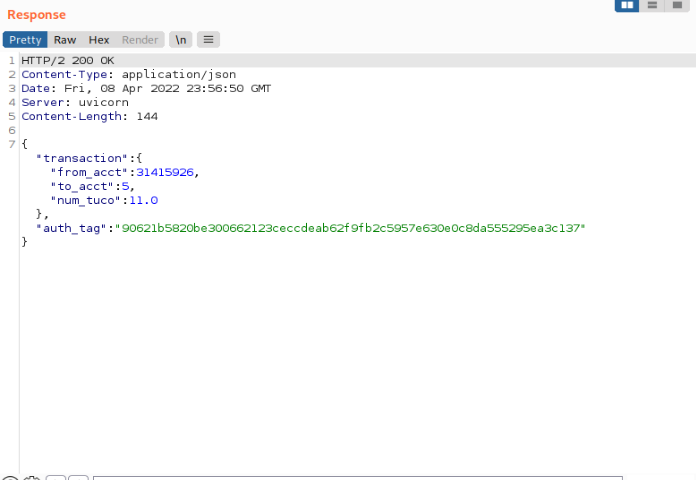 Response
Pretty Raw Hex Render \n
1 HTTP/2 200 OK
2 Content-Type: application/json
3 Date: Fri, 08 Apr 2022 23:56:50 GMT
4 Server: uvicorn
5 Content-Length: 144
6
7 {
"transaction":{
"from_acct":31415926,
"to_acct":5,
"num_tuco":11.0
},
"auth_tag":"90621b5820be300662123ceccdeab62f9fb2c5957e630e0c8da555295ea3c137"
}